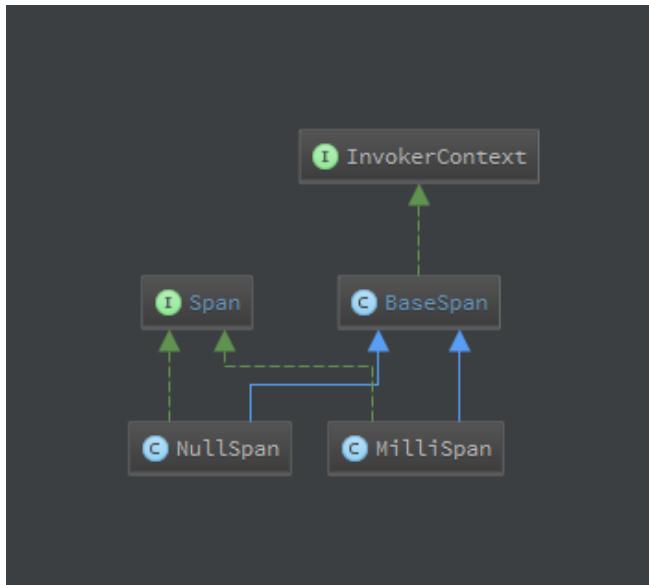 I InvokerContext
I Span
C BaseSpan
C NullSpan
C MilliSpan